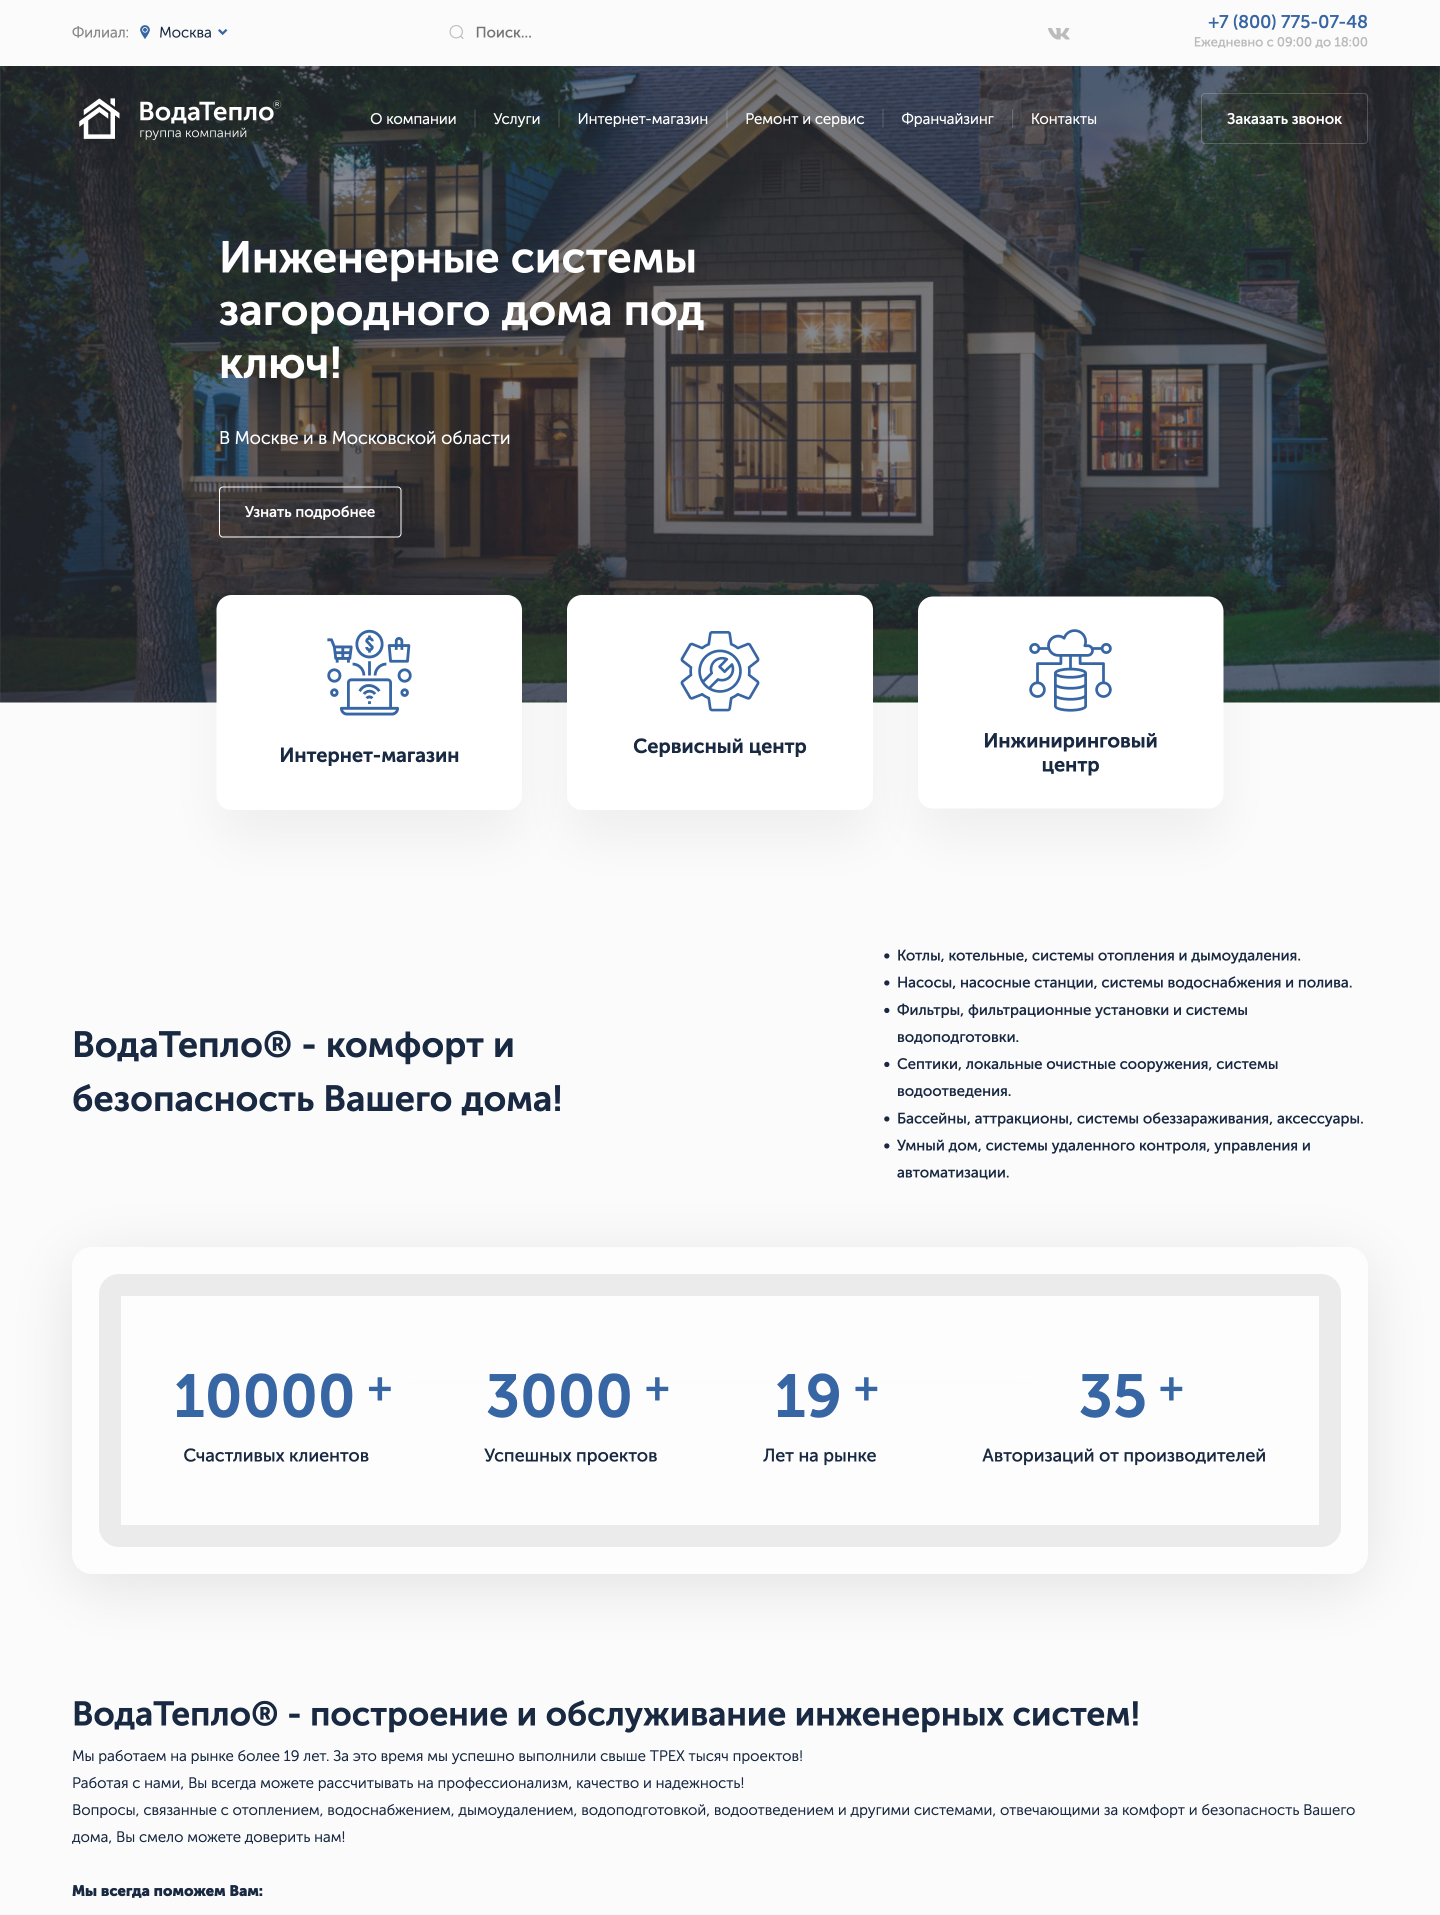 Филиал: Москва
Поиск...
+7 (800) 775-07-48
Ежедневно с 09:00 до 18:00
ВодаТепло®
группа компаний
О компании
Услуги
Интернет-магазин
Ремонт и сервис
Франчайзинг
Контакты
Заказать звонок
Инженерные системы
загородного дома под
ключ!
В Москве и в Московской области
Узнать подробнее
Интернет-магазин
Сервисный центр
Инжиниринговый
центр
ВодаТепло® - комфорт и
безопасность Вашего дома!
• Котлы, котельные, системы отопления и дымоудаления.
• Насосы, насосные станции, системы водоснабжения и полива.
• Фильтры, фильтрационные установки и системы
водоподготовки.
• Септики, локальные очистные сооружения, системы
водоотведения.
• Бассейны, аттракционы, системы обеззараживания, аксессуары.
• Умный дом, системы удаленного контроля, управления и
автоматизации.
10000 +
Счастливых клиентов
3000 +
Успешных проектов
19 +
Лет на рынке
35 +
Авторизаций от производителей
ВодаТепло® - построение и обслуживание инженерных систем!
Мы работаем на рынке более 19 лет. За это время мы успешно выполнили свыше ТРЕХ тысяч проектов!
Работая с нами, Вы всегда можете рассчитывать на профессионализм, качество и надежность!
Вопросы, связанные с отоплением, водоснабжением, дымоудалением, водоподготовкой, водоотведением и другими системами, отвечающими за комфорт и безопасность Вашего
дома, Вы смело можете доверить нам!
Мы всегда поможем Вам: